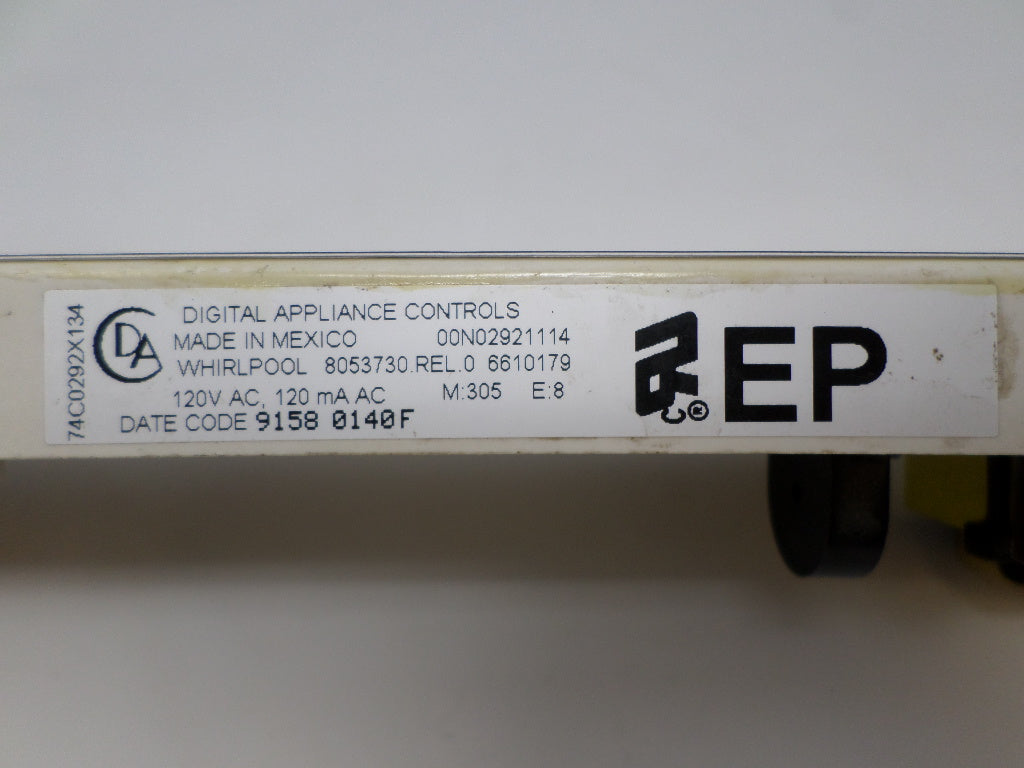 74C0292X134
DIGITAL APPLIANCE CONTROLS
MADE IN MEXICO 00N02921114
WHIRLPOOL 8053730.REL.0 6610179
120V AC, 120 mA AC M:305 E:8
DATE CODE 9158 0140F
CDA
C ® EP